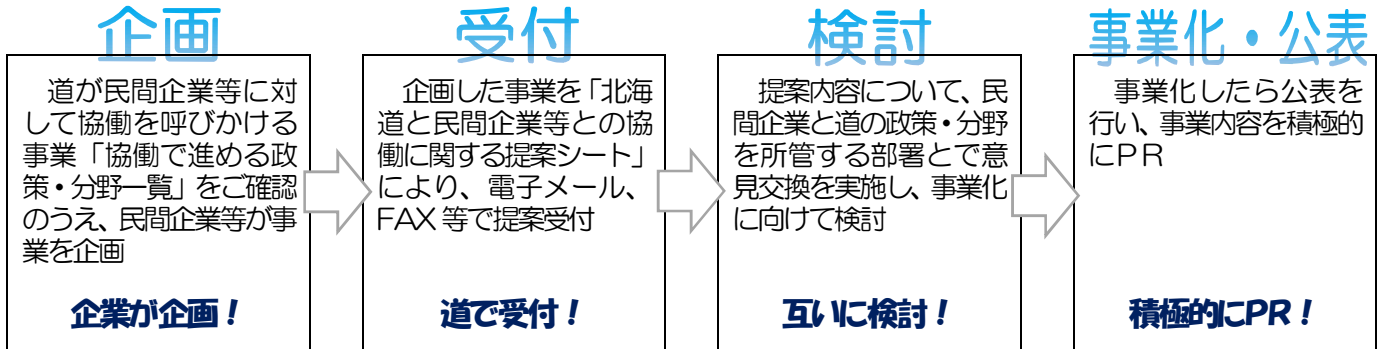 企画
道が民間企業等に対
して協働を呼びかける
事業「協働で進める政
策・分野一覧」をご確認
のうえ、民間企業等が事
業を企画
企業が企画！
受付
企画した事業を「北海
道と民間企業等との協
働に関する提案シート」
により、電子メール、
FAX 等で提案受付
道で受付！
検討
提案内容について、民
間企業と道の政策・分野
を所管する部署とで意
見交換を実施し、事業化
に向けて検討
互いに検討！
事業化・公表
事業化したら公表を
行い、事業内容を積極的
にＰＲ
積極的にPR！